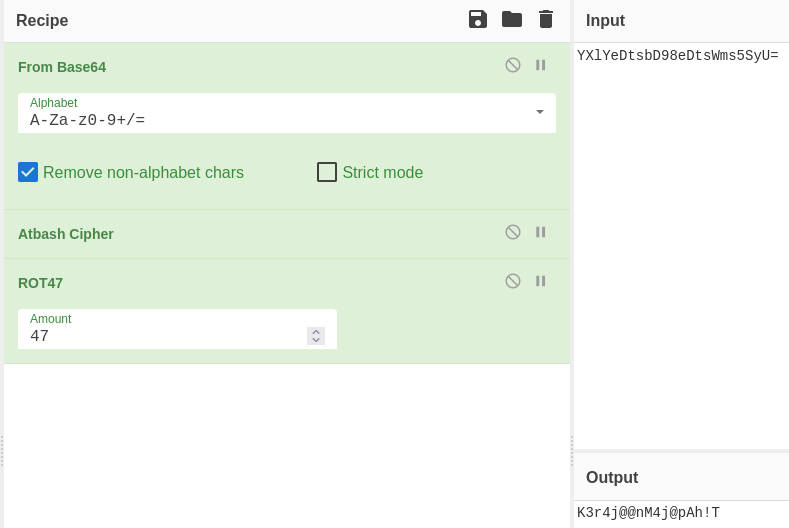 Recipe
From Base64
Alphabet
A-Za-z0-9+/=
Remove non-alphabet chars
Strict mode
Atbash Cipher
ROT47
Amount
47
Input
YXlYeDtsbD98eDtsWms5SyU=
Output
K3r4j@@nM4j@pAh!T